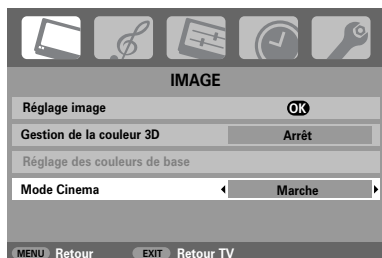 IMAGE
Réglage image OK
Gestion de la couleur 3D Arrêt
Réglage des couleurs de base
Mode Cinema Marche
MENU Retour EXIT Retour TV